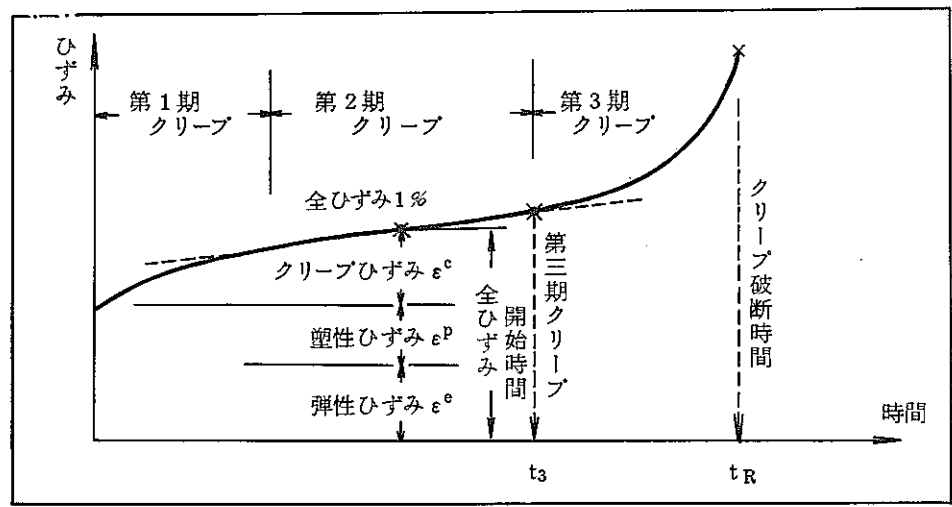 ひずみ
第1期
クリープ
第2期
クリープ
第3期
クリープ
全ひずみ1%
クリープひずみ εᶜ
塑性ひずみ εᵖ
弾性ひずみ εᵉ
全ひずみ
第三期クリープ
開始時間
クリープ破断時間
時間
t₃
t R